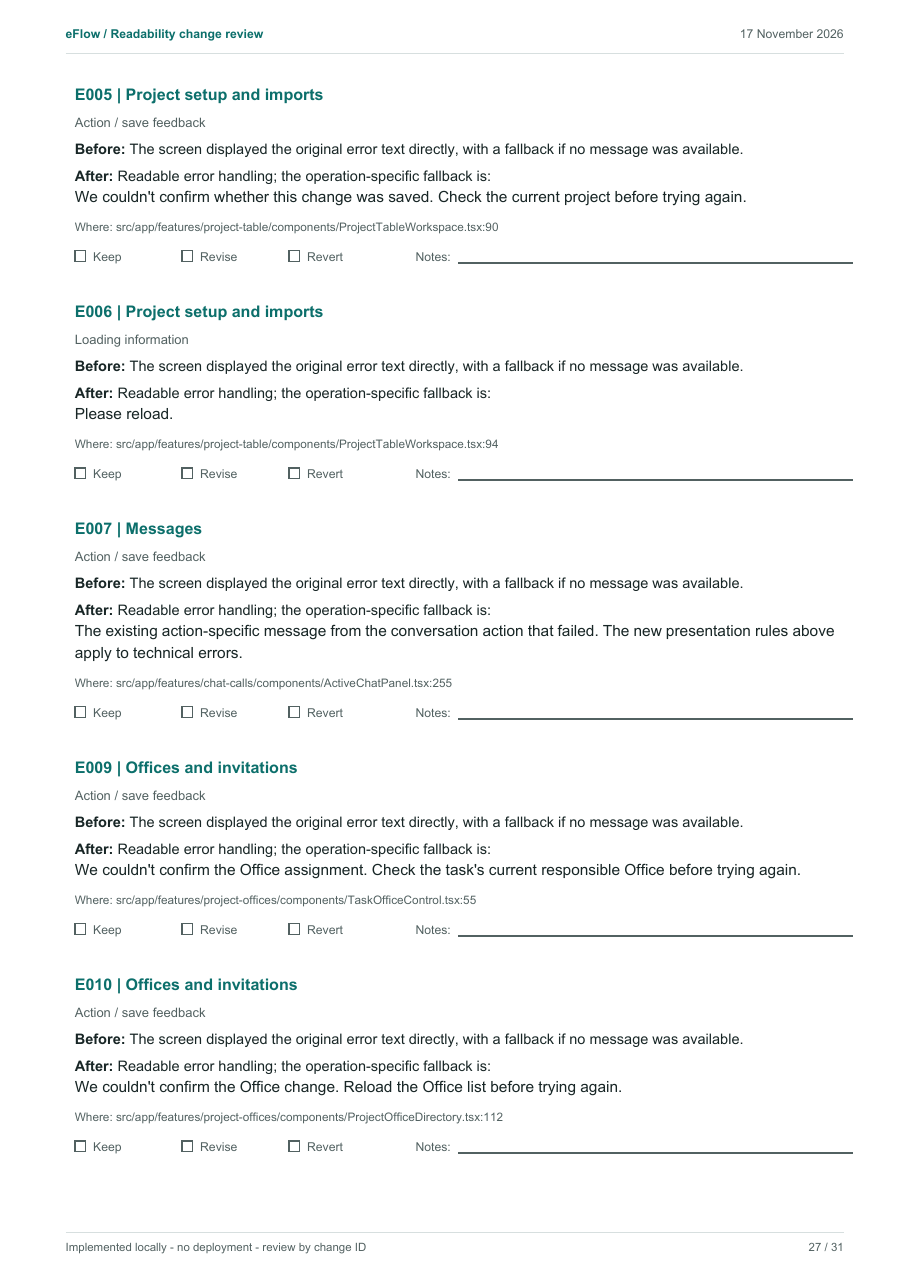 eFlow / Readability change review
17 November 2026
E005 | Project setup and imports
Action / save feedback
Before: The screen displayed the original error text directly, with a fallback if no message was available.
After: Readable error handling; the operation-specific fallback is:
We couldn't confirm whether this change was saved. Check the current project before trying again.
Where: src/app/features/project-table/components/ProjectTableWorkspace.tsx:90
Keep Revise Revert Notes:
E006 | Project setup and imports
Loading information
Before: The screen displayed the original error text directly, with a fallback if no message was available.
After: Readable error handling; the operation-specific fallback is:
Please reload.
Where: src/app/features/project-table/components/ProjectTableWorkspace.tsx:94
Keep Revise Revert Notes:
E007 | Messages
Action / save feedback
Before: The screen displayed the original error text directly, with a fallback if no message was available.
After: Readable error handling; the operation-specific fallback is:
The existing action-specific message from the conversation action that failed. The new presentation rules above
apply to technical errors.
Where: src/app/features/chat-calls/components/ActiveChatPanel.tsx:255
Keep Revise Revert Notes:
E009 | Offices and invitations
Action / save feedback
Before: The screen displayed the original error text directly, with a fallback if no message was available.
After: Readable error handling; the operation-specific fallback is:
We couldn't confirm the Office assignment. Check the task's current responsible Office before trying again.
Where: src/app/features/project-offices/components/TaskOfficeControl.tsx:55
Keep Revise Revert Notes:
E010 | Offices and invitations
Action / save feedback
Before: The screen displayed the original error text directly, with a fallback if no message was available.
After: Readable error handling; the operation-specific fallback is:
We couldn't confirm the Office change. Reload the Office list before trying again.
Where: src/app/features/project-offices/components/ProjectOfficeDirectory.tsx:112
Keep Revise Revert Notes:
Implemented locally - no deployment - review by change ID
27 / 31